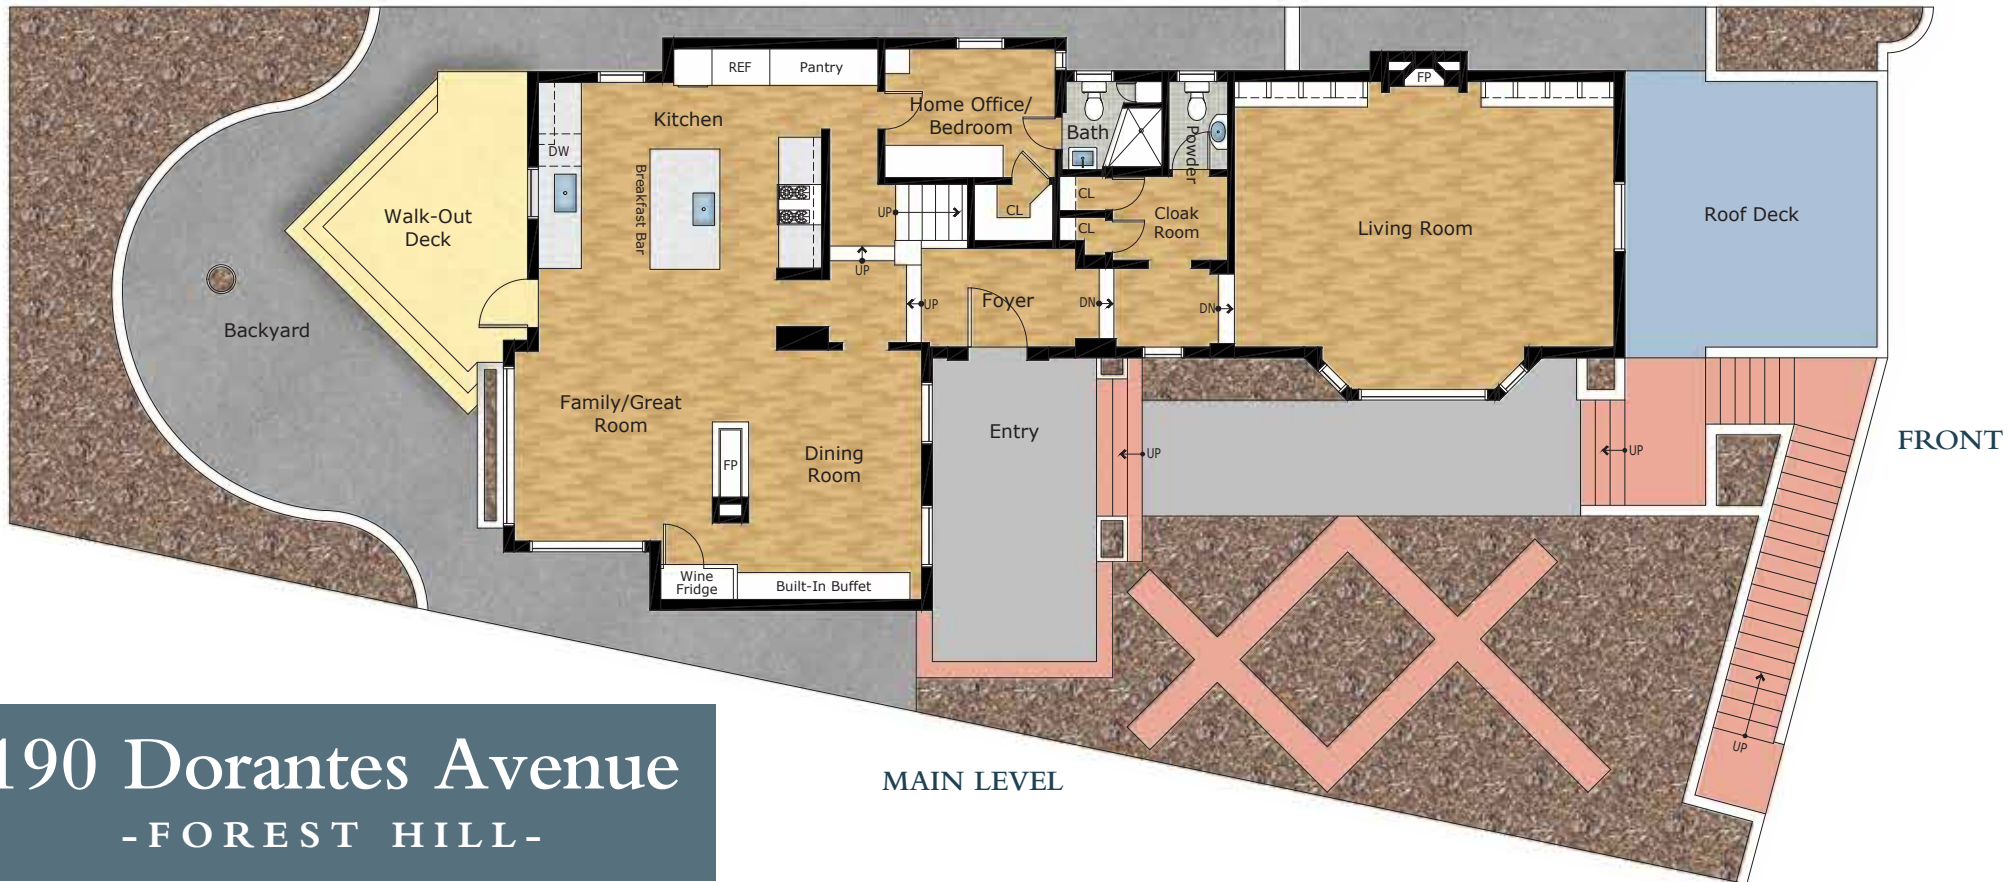 REF
Pantry
FP
Kitchen
Home Office/
Bedroom
Bath
Powder
DW
Breakfast Bar
Walk-Out
Deck
UP
CL
CL
CL
Cloak
Room
Living Room
Roof Deck
UP
UP
Foyer
DN
DN
Backyard
Family/Great
Room
FP
Dining
Room
Entry
UP
UP
FRONT
Wine
Fridge
Built-In Buffet
UP
MAIN LEVEL
190 Dorantes Avenue
-FOREST HILL-